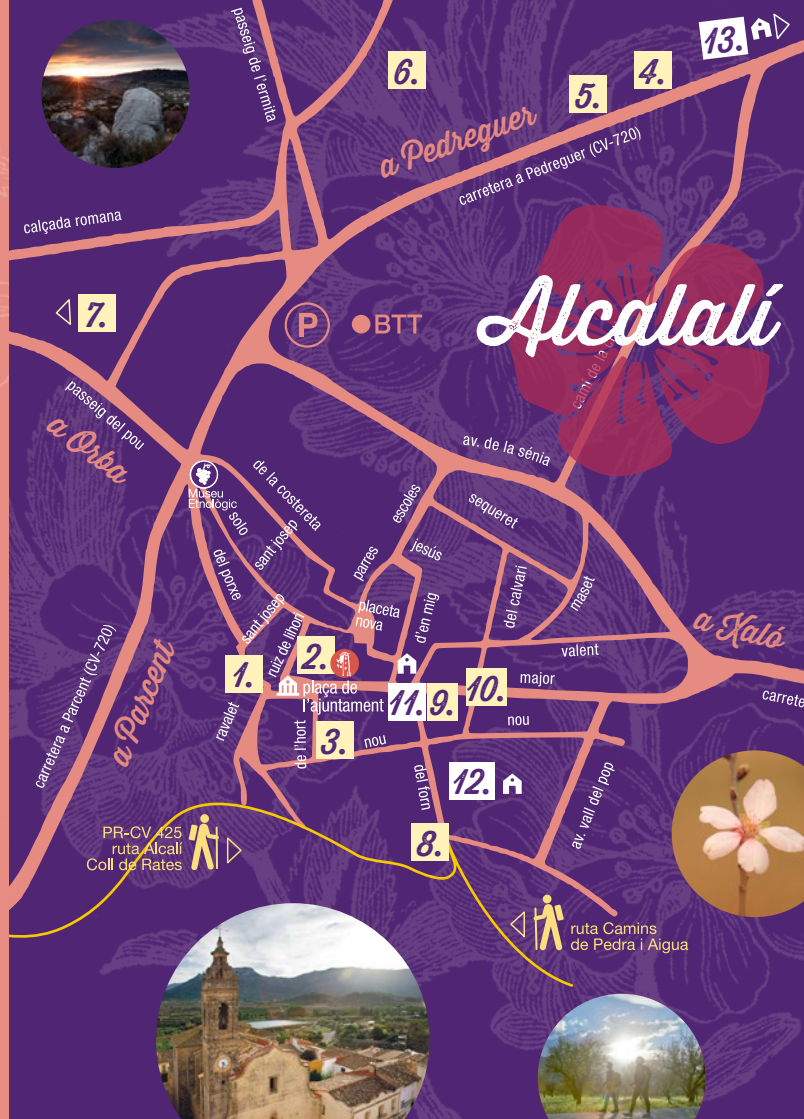 passeig de l'ermita
6.
13.
5.
4.
a Pedreguer
carretera a Pedreguer (CV-720)
calçada romana
7.
P
BTT
Alcalalí
passeig del pou
a Orba
av. de la sénia
Museu
Etnològic
de la costereta
solo
sant josep
del porxe
escoles
sequeret
jesús
parres
placeta
nova
d'en mig
del calvari
maset
sant josep
ruiz de lihori
a Xaló
valent
1.
2.
plaça de
l'ajuntament
11.
9.
10.
major
carrete
carretera a Parcent (CV-720)
a Parcent
ravalet
de l'hort
3.
nou
nou
del forn
12.
av. vall del pop
8.
PR-CV 425
ruta Alcalí
Coll de Rates
ruta Camins
de Pedra i Aigua